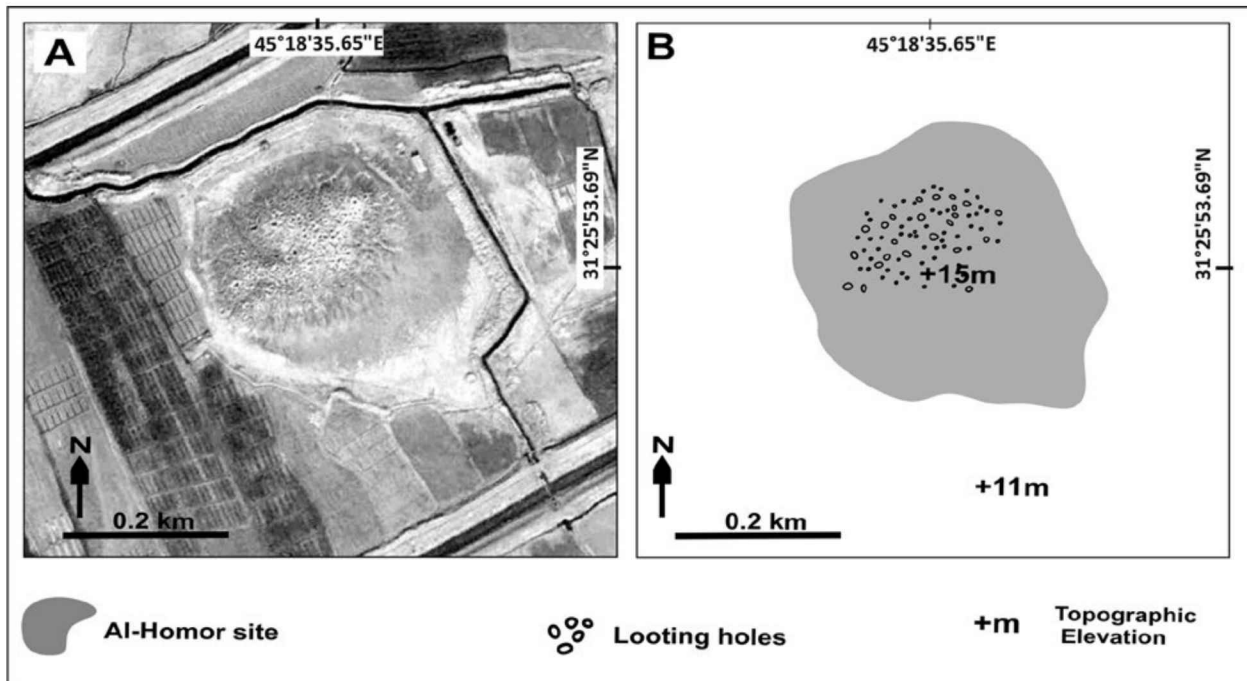 A
45°18'35.65"E
31°25'53.69"N
N
0.2 km
B
45°18'35.65"E
31°25'53.69"N
+15m
+11m
N
0.2 km
Al-Homor site
Looting holes
+m Topographic
Elevation